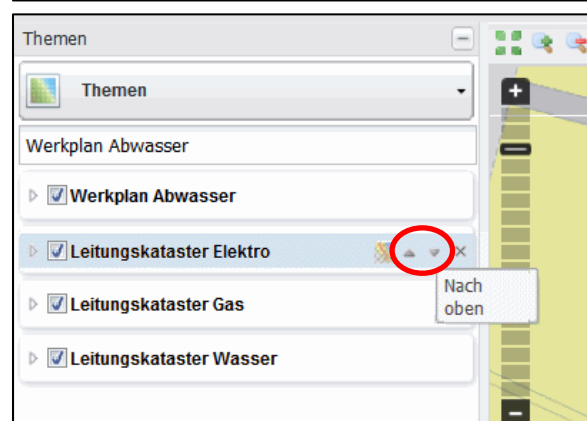 Themen
Themen
Werkplan Abwasser
Werkplan Abwasser
Leitungskataster Elektro
Nach
oben
Leitungskataster Gas
Leitungskataster Wasser